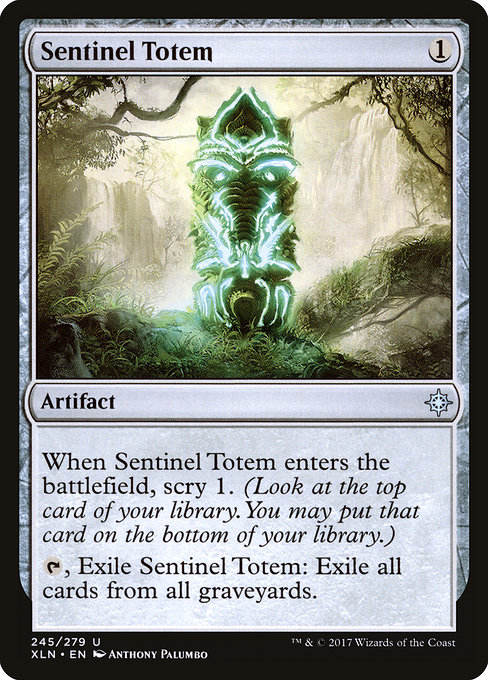 Sentinel Totem 1
Artifact
When Sentinel Totem enters the
battlefield, scry 1. (Look at the top
card of your library. You may put that
card on the bottom of your library.)
, Exile Sentinel Totem: Exile all
cards from all graveyards.
245/279 U
XLN • EN Anthony Palumbo
™ & © 2017 Wizards of the Coast